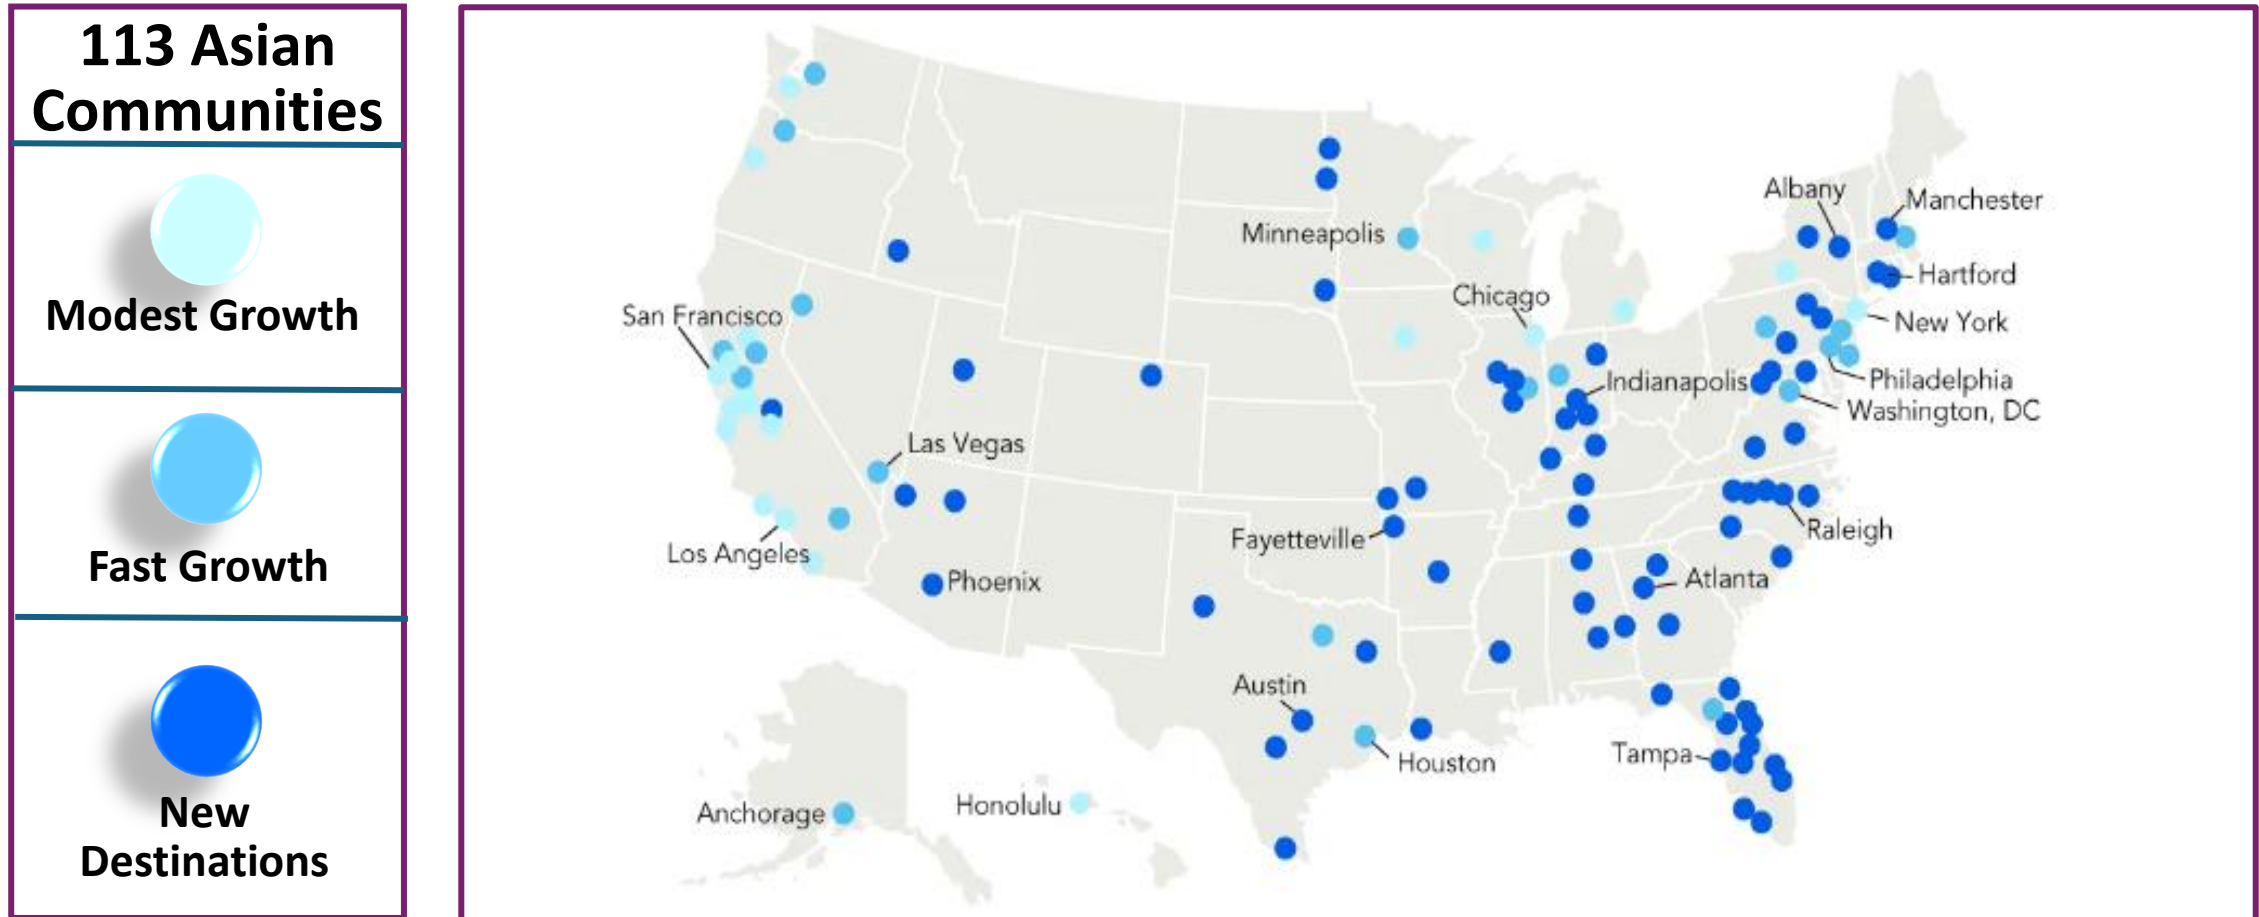 113 Asian
Communities
Modest Growth
Fast Growth
New
Destinations
Albany
Manchester
Minneapolis
Hartford
Chicago
San Francisco
New York
Indianapolis
Philadelphia
Washington, DC
Las Vegas
Raleigh
Fayetteville
Los Angeles
Atlanta
Phoenix
Austin
Tampa
Houston
Honolulu
Anchorage